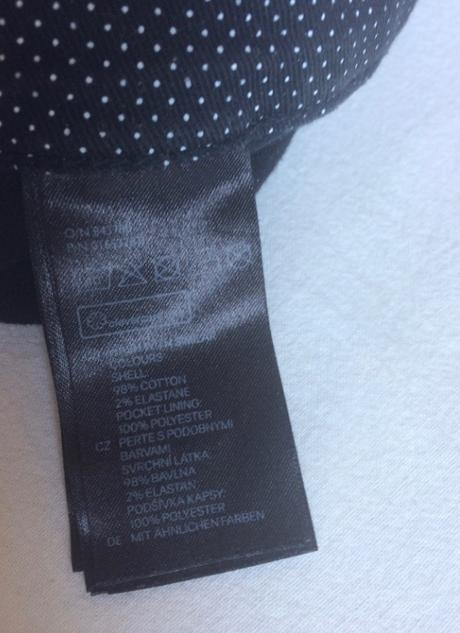 O/N
P/N
COLOURS
SHELL:
98% COTTON
2% ELASTANE
POCKET LINING:
100% POLYESTER
CZ PERTE S PODOBNÝMI
BARVAMI
SVRCHNÍ LÁTKA:
98% BAVLNA
2% ELASTAN
PODŠÍVKA KAPSY:
100% POLYESTER
DE MIT ÄHNLICHEN FARBEN